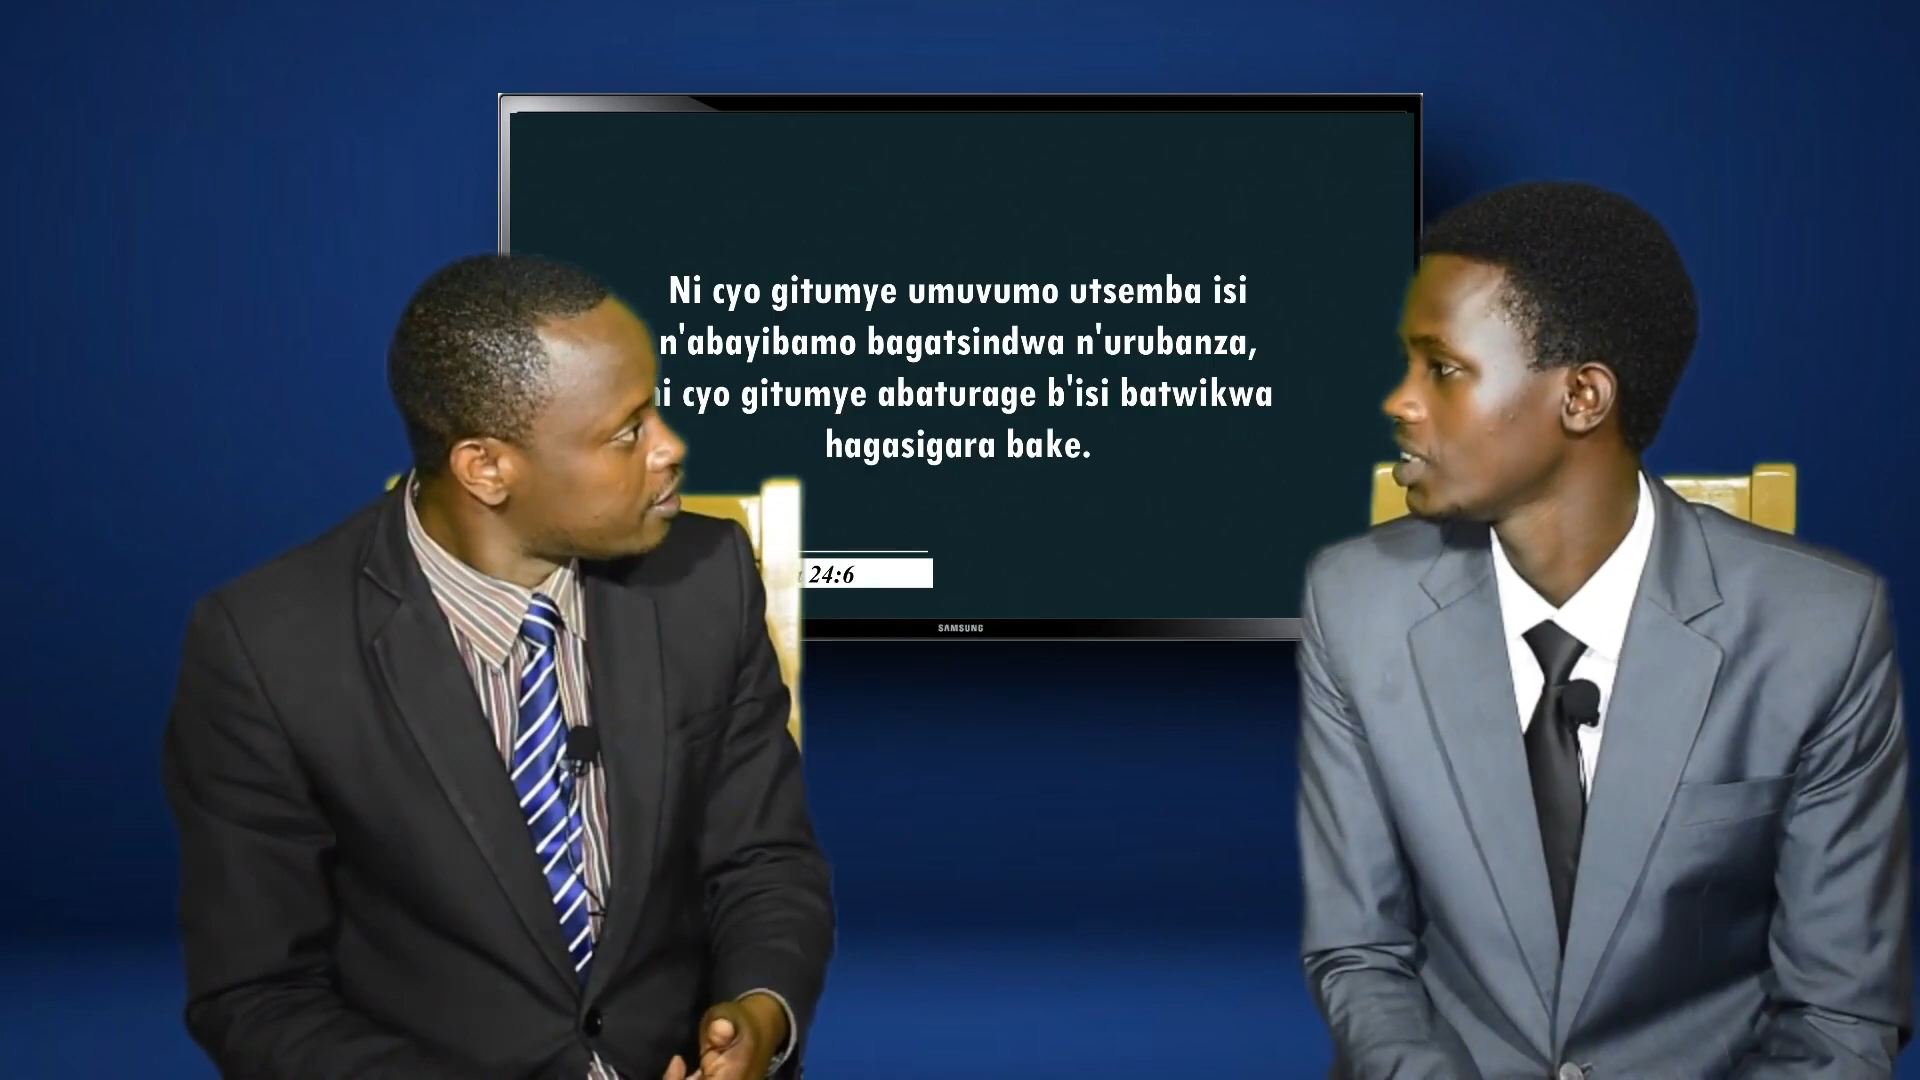 Ni cyo gitumye umuvumo utsemba isi
n'abayibamo bagatsindwa n'urubanza,
ni cyo gitumye abaturage b'isi batwikwa
hagasigara bake.
24:6
SAMSUNG